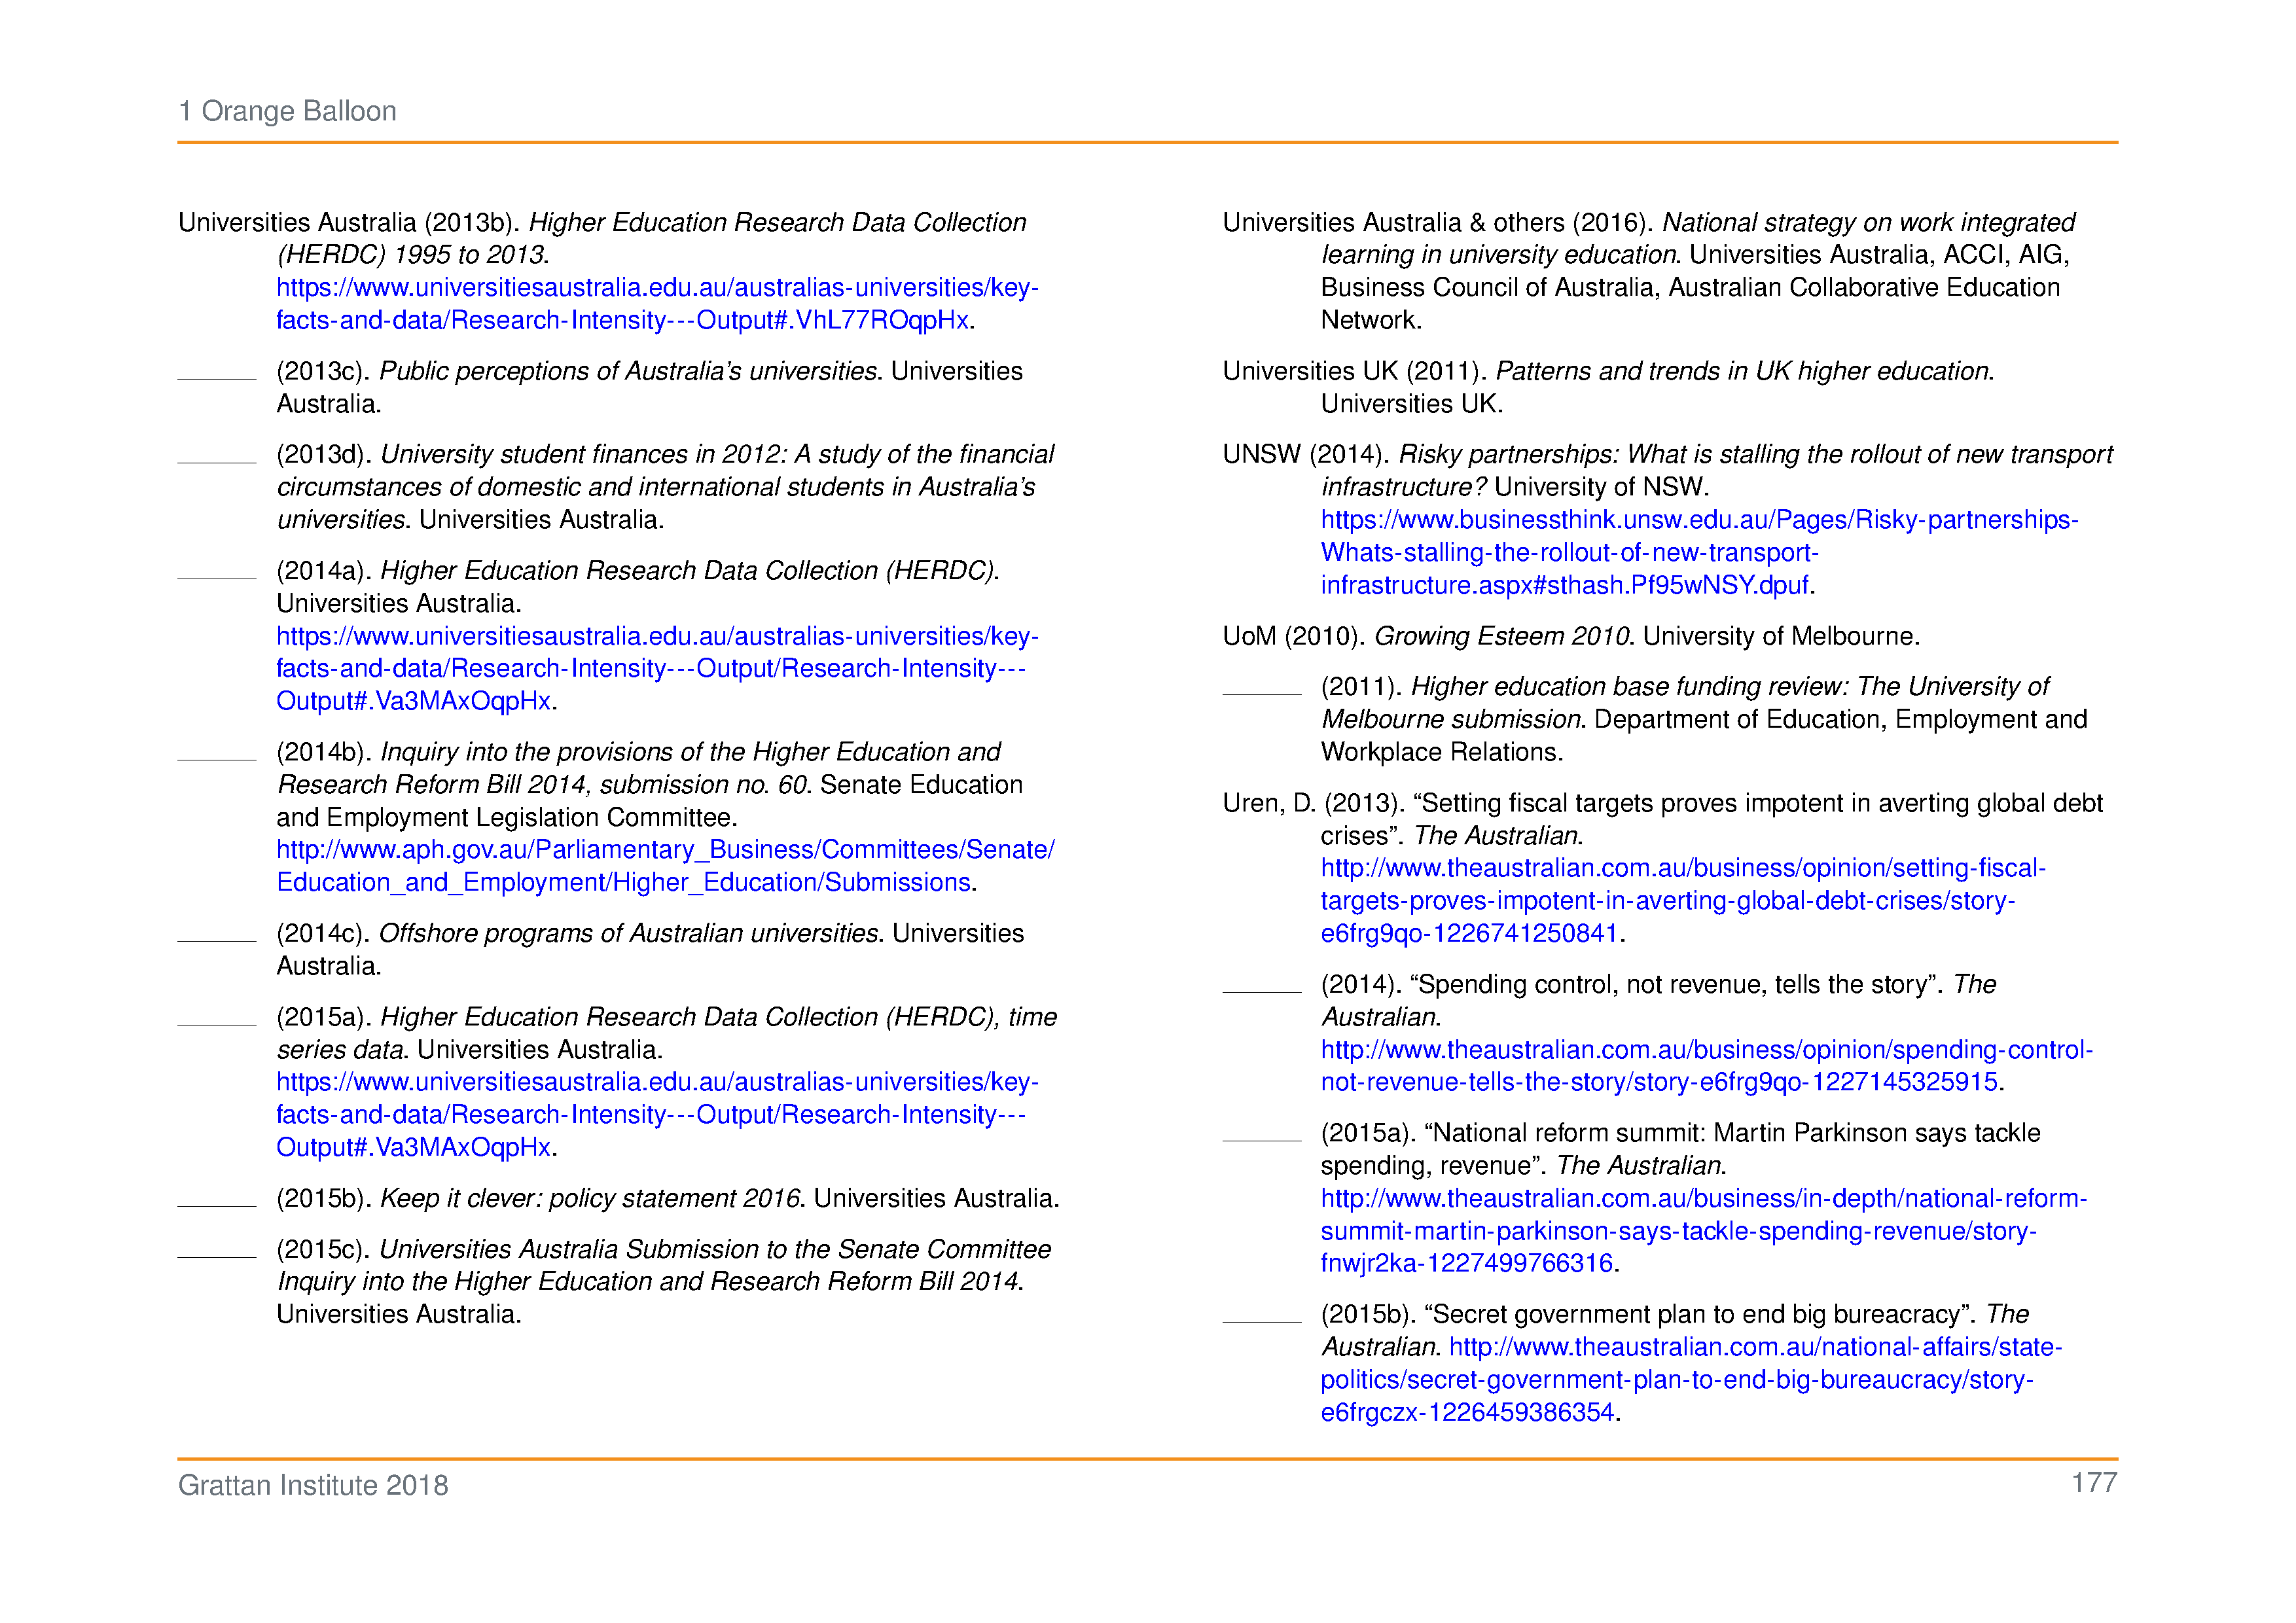 1 Orange Balloon
Universities Australia (2013b). Higher Education Research Data Collection
(HERDC) 1995 to 2013.
https://www.universitiesaustralia.edu.au/australias-universities/key-
facts-and-data/Research-Intensity---Output#.VhL77ROqpHx.
(2013c). Public perceptions of Australia’s universities. Universities
Australia.
(2013d). University student finances in 2012: A study of the financial
circumstances of domestic and international students in Australia’s
universities. Universities Australia.
(2014a). Higher Education Research Data Collection (HERDC).
Universities Australia.
https://www.universitiesaustralia.edu.au/australias-universities/key-
facts-and-data/Research-Intensity---Output/Research-Intensity---
Output#.Va3MAxOqpHx.
(2014b). Inquiry into the provisions of the Higher Education and
Research Reform Bill 2014, submission no. 60. Senate Education
and Employment Legislation Committee.
http://www.aph.gov.au/Parliamentary_Business/Committees/Senate/
Education_and_Employment/Higher_Education/Submissions.
(2014c). Offshore programs of Australian universities. Universities
Australia.
(2015a). Higher Education Research Data Collection (HERDC), time
series data. Universities Australia.
https://www.universitiesaustralia.edu.au/australias-universities/key-
facts-and-data/Research-Intensity---Output/Research-Intensity---
Output#.Va3MAxOqpHx.
(2015b). Keep it clever: policy statement 2016. Universities Australia.
(2015c). Universities Australia Submission to the Senate Committee
Inquiry into the Higher Education and Research Reform Bill 2014.
Universities Australia.
Universities Australia & others (2016). National strategy on work integrated
learning in university education. Universities Australia, ACCI, AIG,
Business Council of Australia, Australian Collaborative Education
Network.
Universities UK (2011). Patterns and trends in UK higher education.
Universities UK.
UNSW (2014). Risky partnerships: What is stalling the rollout of new transport
infrastructure? University of NSW.
https://www.businessthink.unsw.edu.au/Pages/Risky-partnerships-
Whats-stalling-the-rollout-of-new-transport-
infrastructure.aspx#sthash.Pf95wNSY.dpuf.
UoM (2010). Growing Esteem 2010. University of Melbourne.
(2011). Higher education base funding review: The University of
Melbourne submission. Department of Education, Employment and
Workplace Relations.
Uren, D. (2013). “Setting fiscal targets proves impotent in averting global debt
crises”. The Australian.
http://www.theaustralian.com.au/business/opinion/setting-fiscal-
targets-proves-impotent-in-averting-global-debt-crises/story-
e6frg9qo-1226741250841.
(2014). “Spending control, not revenue, tells the story”. The
Australian.
http://www.theaustralian.com.au/business/opinion/spending-control-
not-revenue-tells-the-story/story-e6frg9qo-1227145325915.
(2015a). “National reform summit: Martin Parkinson says tackle
spending, revenue”. The Australian.
http://www.theaustralian.com.au/business/in-depth/national-reform-
summit-martin-parkinson-says-tackle-spending-revenue/story-
fnwjr2ka-1227499766316.
(2015b). “Secret government plan to end big bureacracy”. The
Australian. http://www.theaustralian.com.au/national-affairs/state-
politics/secret-government-plan-to-end-big-bureaucracy/story-
e6frgczx-1226459386354.
Grattan Institute 2018
177